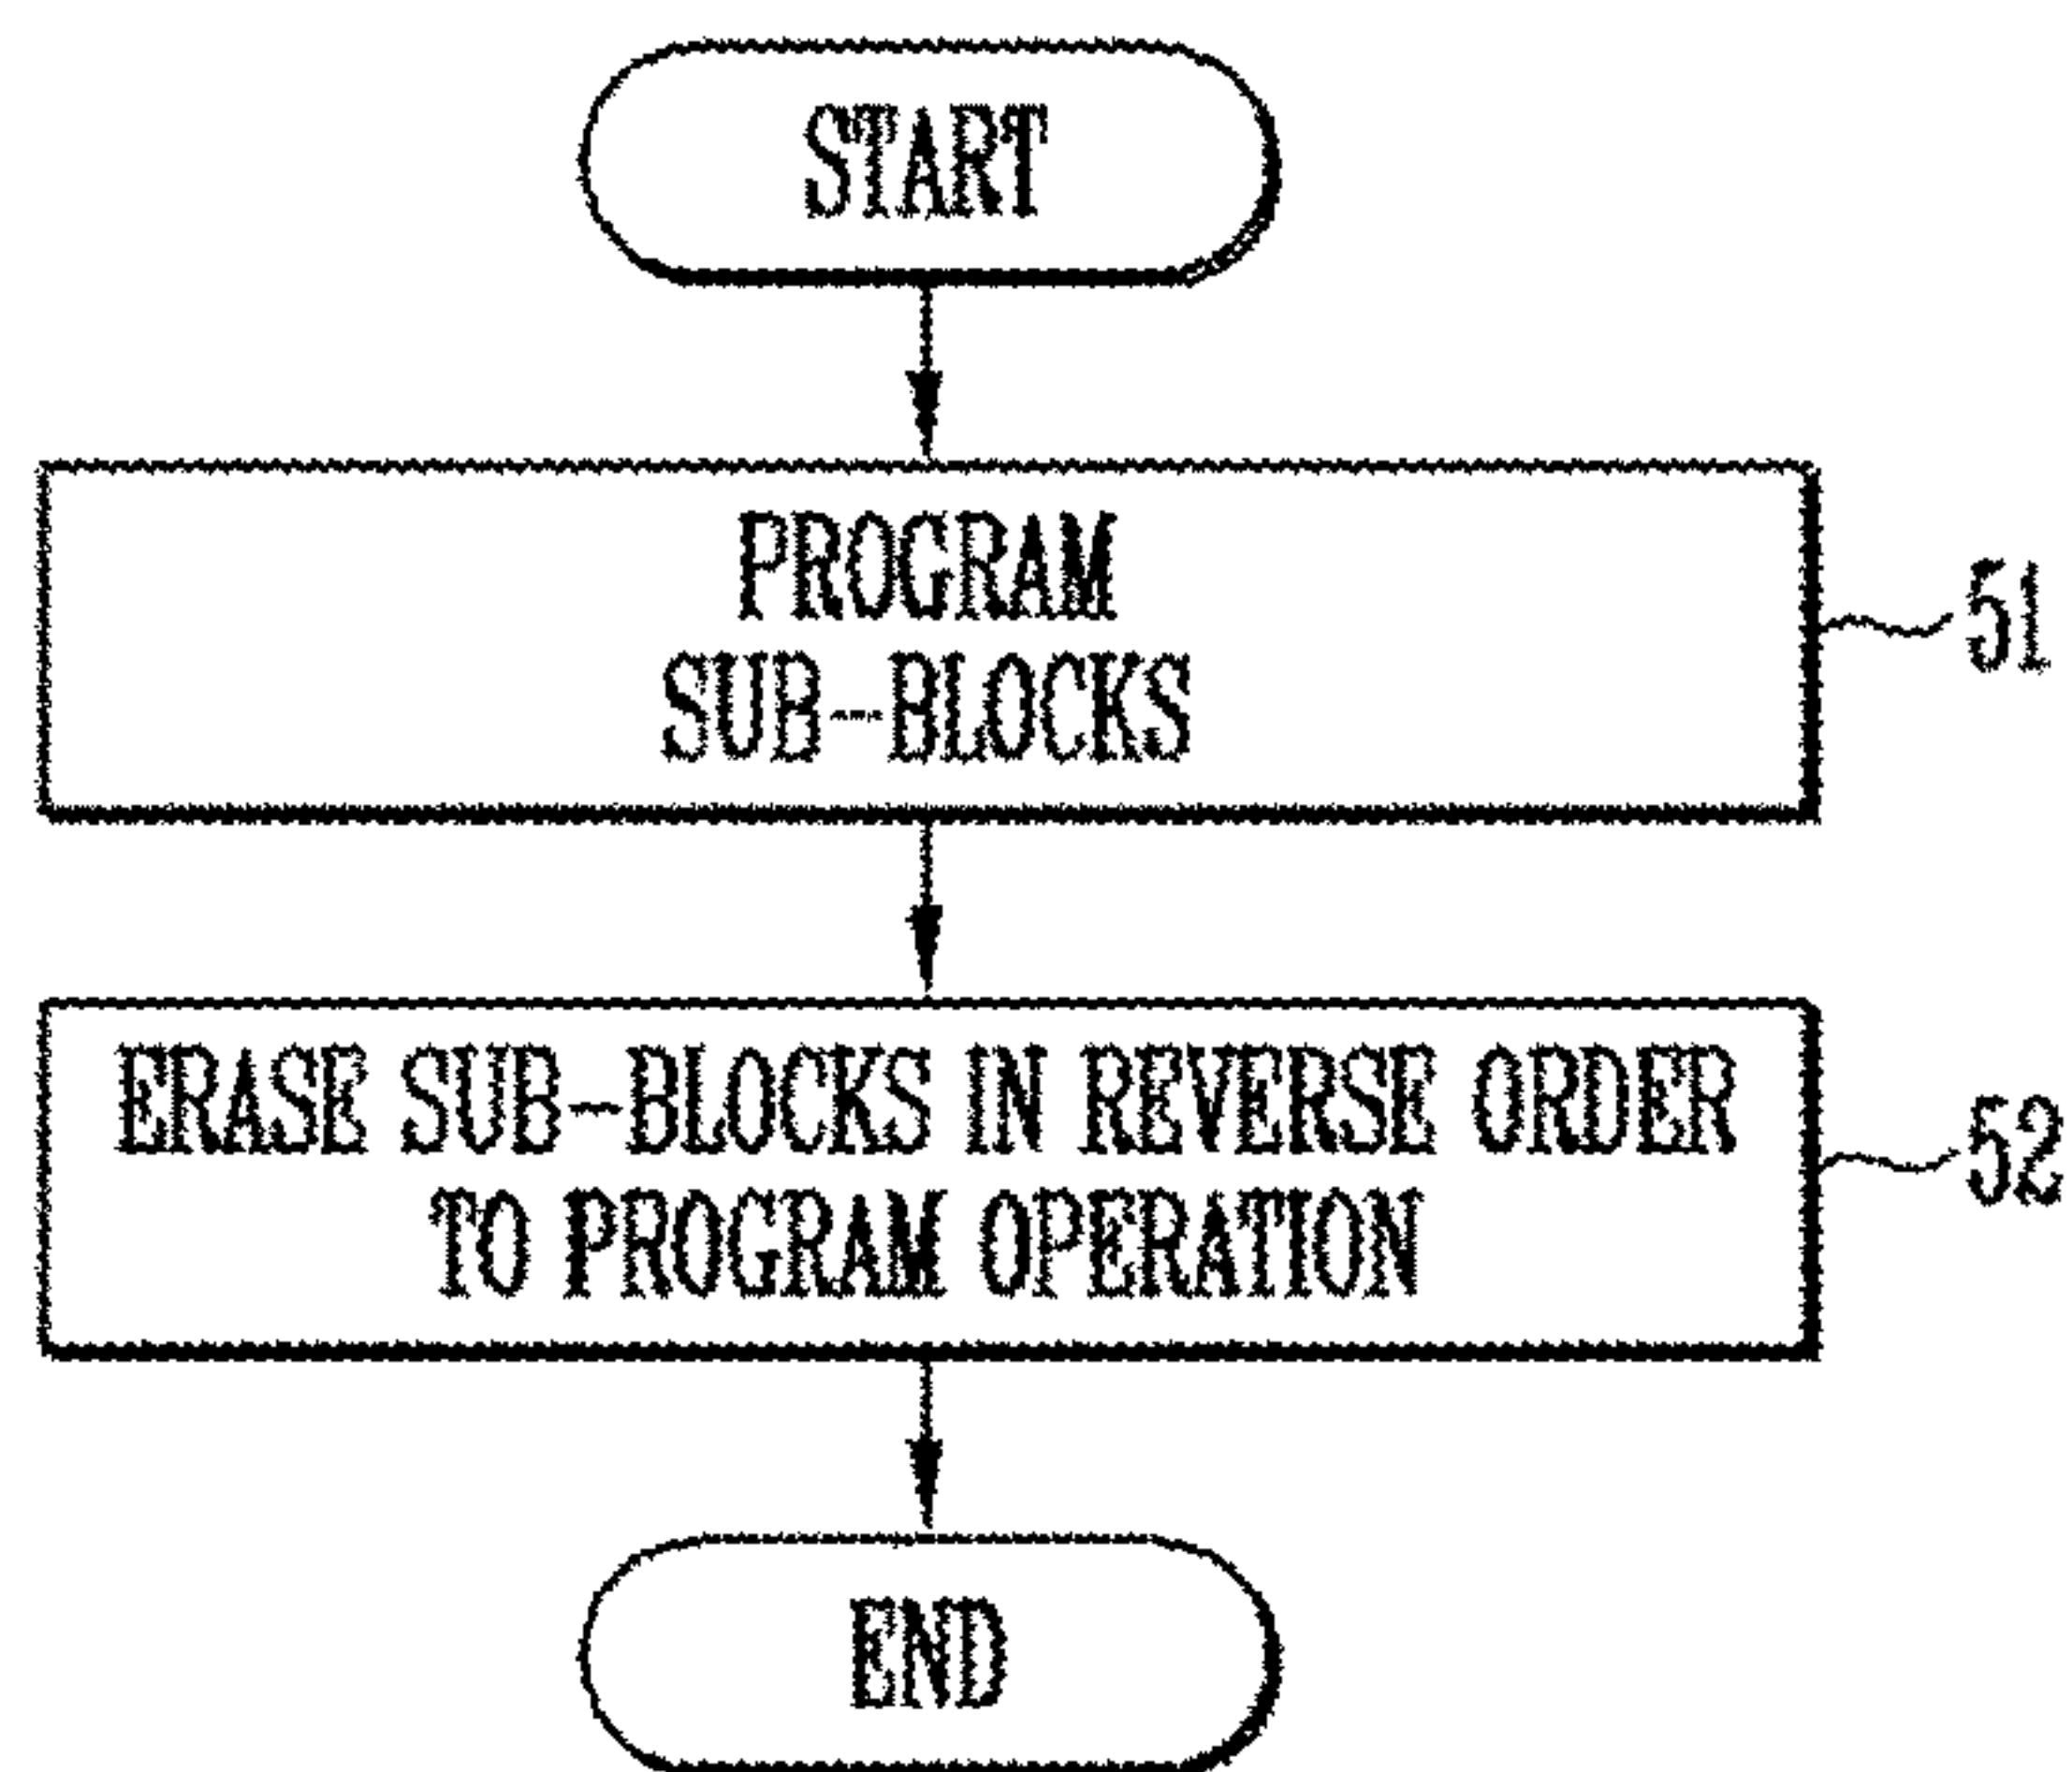 START
PROGRAM
SUB-BLOCKS
51
ERASE SUB-BLOCKS IN REVERSE ORDER
TO PROGRAM OPERATION
52
END